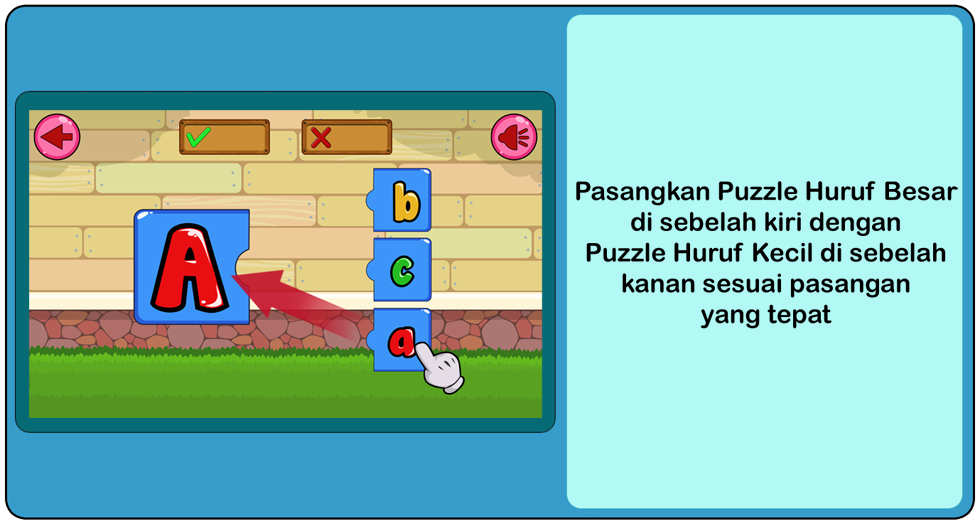 A
b
c
a
Pasangkan Puzzle Huruf Besar
di sebelah kiri dengan
Puzzle Huruf Kecil di sebelah
kanan sesuai pasangan
yang tepat